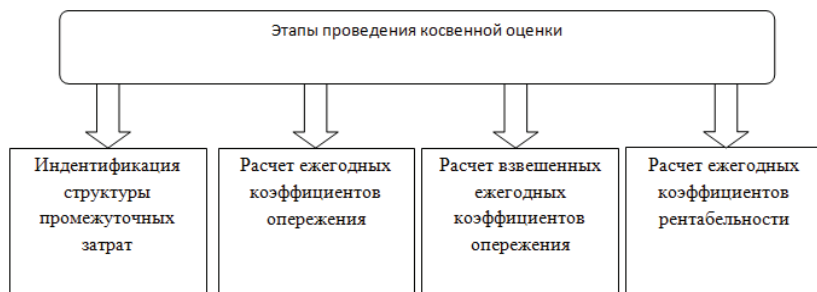 Этапы проведения косвенной оценки
Индентификация
структуры
промежуточных
затрат
Расчет ежегодных
коэффициентов
опережения
Расчет взвешенных
ежегодных
коэффициентов
опережения
Расчет ежегодных
коэффициентов
рентабельности